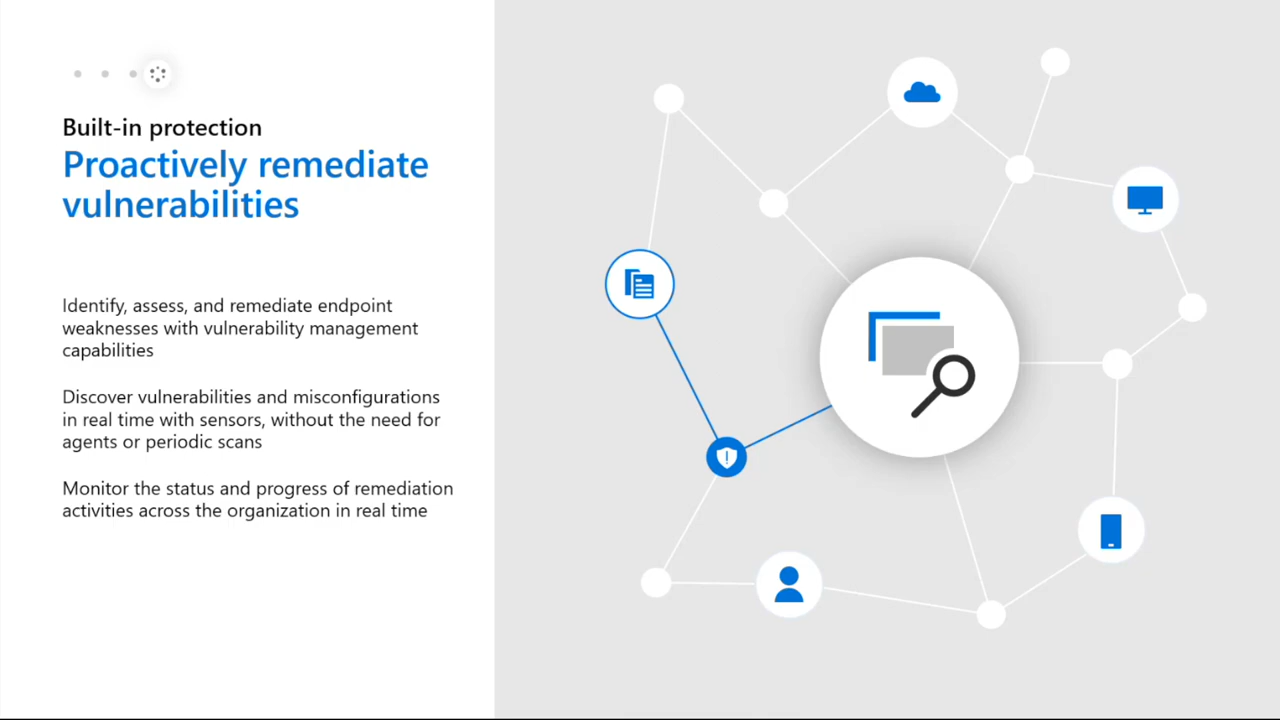 Built-in protection
Proactively remediate
vulnerabilities
Identify, assess, and remediate endpoint
weaknesses with vulnerability management
capabilities
Discover vulnerabilities and misconfigurations
in real time with sensors, without the need for
agents or periodic scans
Monitor the status and progress of remediation
activities across the organization in real time